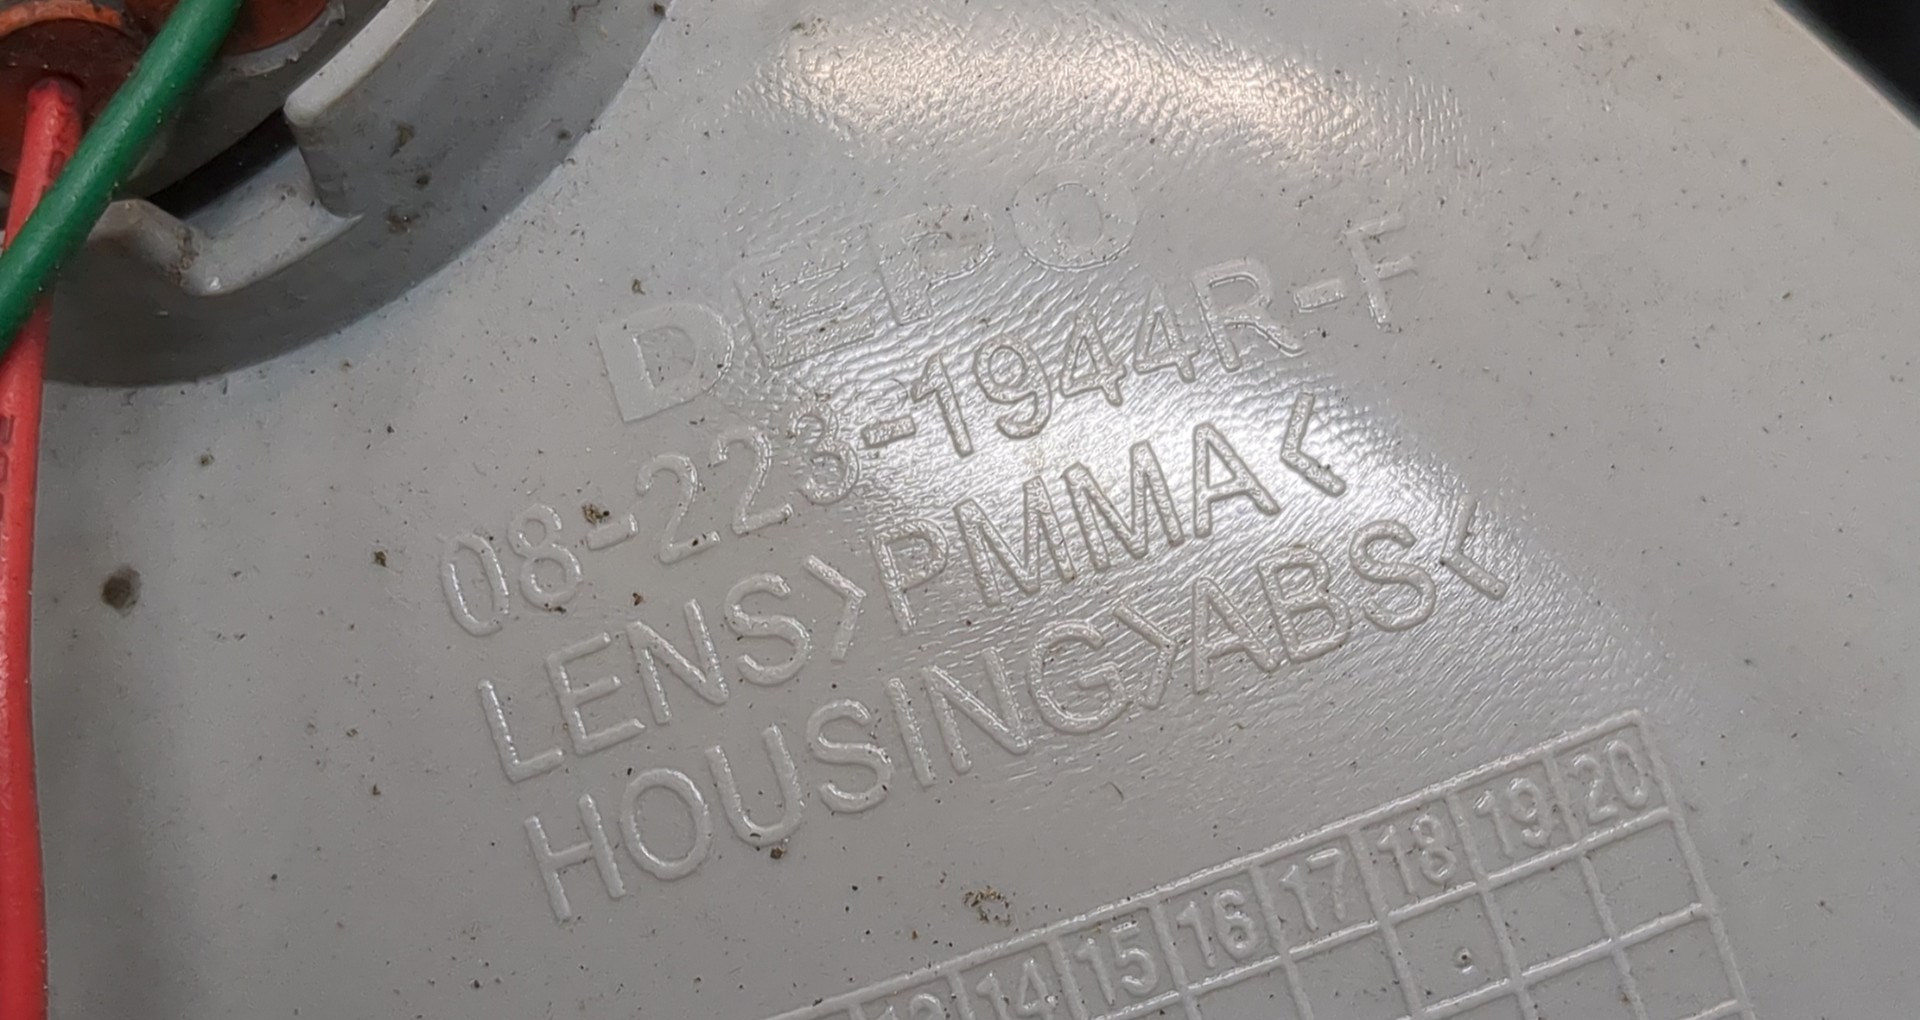 DEPO
08-223-1944R-F
LENS>PMMA<
HOUSING>ABS<
13 14 15 16 17 18 19 20